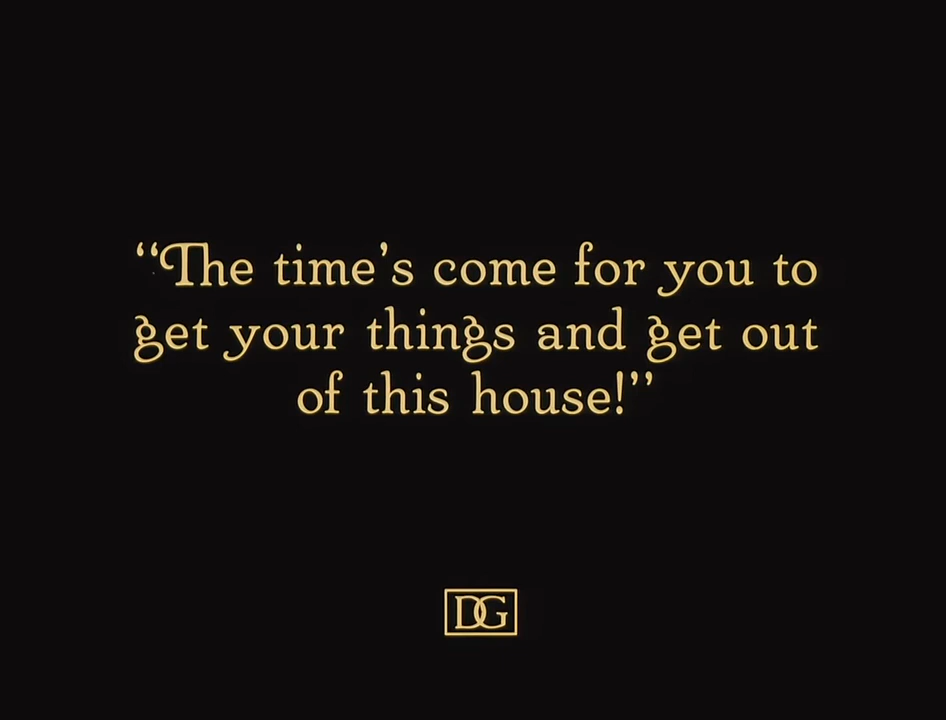 “The time’s come for you to
get your things and get out
of this house!”
DG